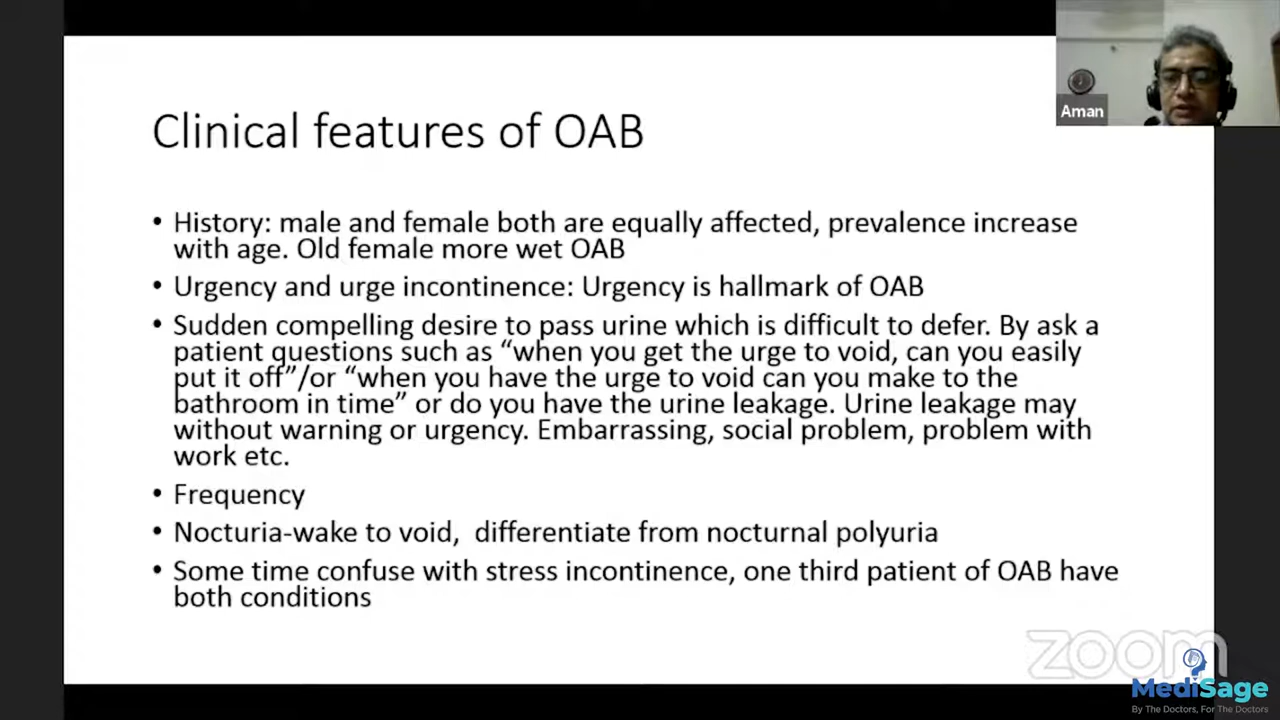 Aman
Clinical features of OAB
• History: male and female both are equally affected, prevalence increase
with age. Old female more wet OAB
• Urgency and urge incontinence: Urgency is hallmark of OAB
• Sudden compelling desire to pass urine which is difficult to defer. By ask a
patient questions such as “when you get the urge to void, can you easily
put it off”/or “when you have the urge to void can you make to the
bathroom in time” or do you have the urine leakage. Urine leakage may
without warning or urgency. Embarrassing, social problem, problem with
work etc.
• Frequency
• Nocturia-wake to void, differentiate from nocturnal polyuria
• Some time confuse with stress incontinence, one third patient of OAB have
both conditions
zoom
MediSage
By The Doctors, For The Doctors